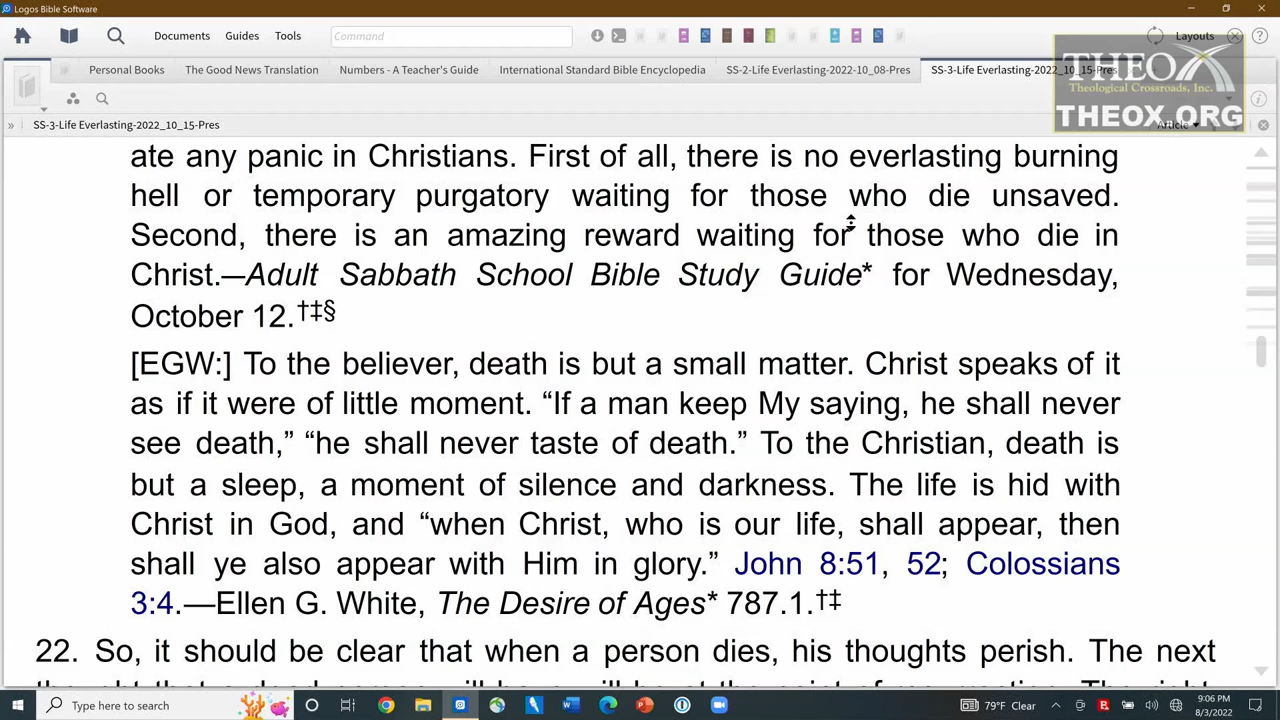 Logos Bible Software
Documents Guides Tools Command Layouts
Personal Books The Good News Translation International Standard Bible Encyclopedia SS-2-Life Everlasting-2022-10_08-Pres SS-3-Life Everlasting-2022_10_15-Pres
THEOX
Theological Crossroads, Inc.
THEOX.ORG
SS-3-Life Everlasting-2022_10_15-Pres Article
ate any panic in Christians. First of all, there is no everlasting burning
hell or temporary purgatory waiting for those who die unsaved.
Second, there is an amazing reward waiting for those who die in
Christ.—Adult Sabbath School Bible Study Guide* for Wednesday,
October 12.†‡§
[EGW:] To the believer, death is but a small matter. Christ speaks of it
as if it were of little moment. “If a man keep My saying, he shall never
see death,” “he shall never taste of death.” To the Christian, death is
but a sleep, a moment of silence and darkness. The life is hid with
Christ in God, and “when Christ, who is our life, shall appear, then
shall ye also appear with Him in glory.” John 8:51, 52; Colossians
3:4.—Ellen G. White, The Desire of Ages* 787.1.†‡
22. So, it should be clear that when a person dies, his thoughts perish. The next
Type here to search 79°F Clear 9:06 PM
8/3/2022